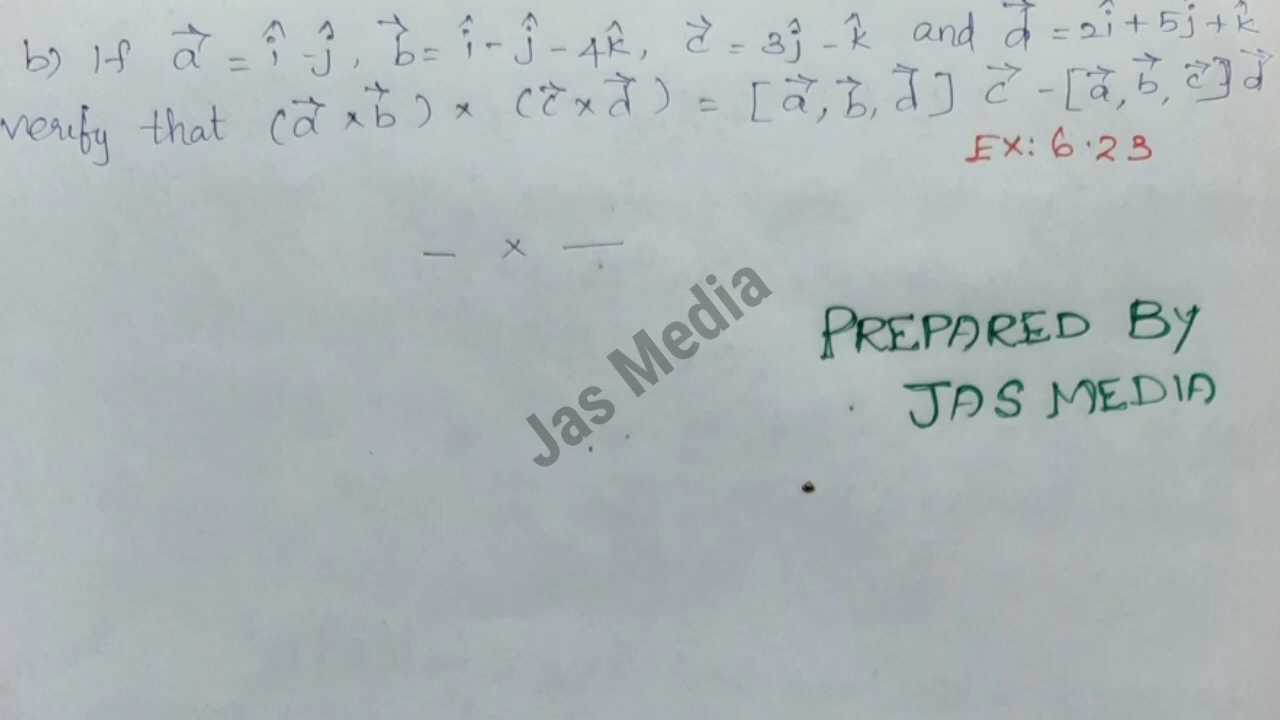 b) If a⃗ = î - ĵ, b⃗ = î - ĵ - 4k̂, c⃗ = 3ĵ - k̂ and d⃗ = 2î + 5ĵ + k̂
verify that (a⃗ × b⃗) × (c⃗ × d⃗) = [a⃗, b⃗, d⃗] c⃗ - [a⃗, b⃗, c⃗] d⃗
EX: 6.23
— × —
Jas Media
PREPARED BY
JAS MEDIA